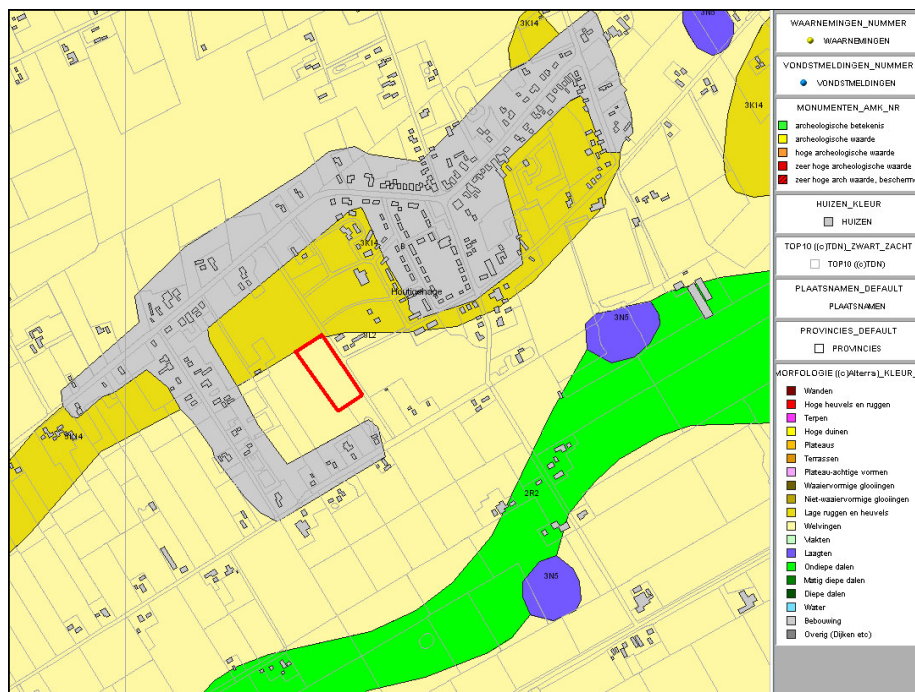 3K14
3N5
3K14
3K14
B
Houtigehage
3L2
3N5
3K14
2R2
3N5
WAARNEMINGEN_NUMMER
WAARNEMINGEN
VONDSTMELDINGEN_NUMMER
VONDSTMELDINGEN
MONUMENTEN_AMK_NR
archeologische betekenis
archeologische waarde
hoge archeologische waarde
zeer hoge archeologische waarde
zeer hoge arch waarde, bescherme
HUIZEN_KLEUR
HUIZEN
TOP10 ((c)TDN)_ZWART_ZACHT
TOP10 ((c)TDN)
PLAATSNAMEN_DEFAULT
PLAATSNAMEN
PROVINCIES_DEFAULT
PROVINCIES
MORFOLOGIE ((c)Alterra)_KLEUR_
Wanden
Hoge heuvels en ruggen
Terpen
Hoge duinen
Plateaus
Terrassen
Plateau-achtige vormen
Waaiervormige glooiingen
Niet-waaiervormige glooiingen
Lage ruggen en heuvels
Welvingen
Vlakten
Laagten
Ondiepe dalen
Matig diepe dalen
Diepe dalen
Water
Bebouwing
Overig (Dijken etc)